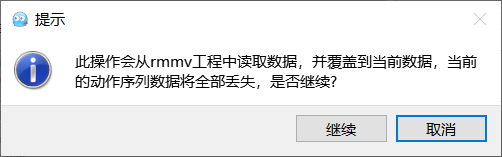 提示
此操作会从rmmv工程中读取数据，并覆盖到当前数据，当前
的动作序列数据将全部丢失，是否继续?
继续
取消